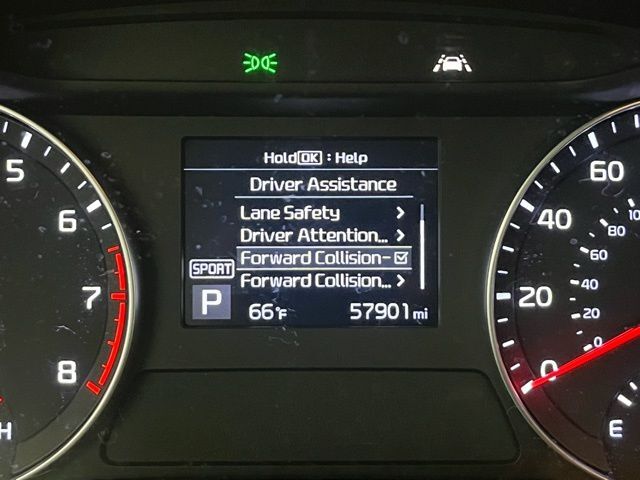 Hold OK : Help
Driver Assistance
Lane Safety
Driver Attention...
Forward Collision-
Forward Collision...
SPORT
P
66°F
57901 mi
5
6
7
8
H
60
40
20
0
10
80
60
40
20
0
E